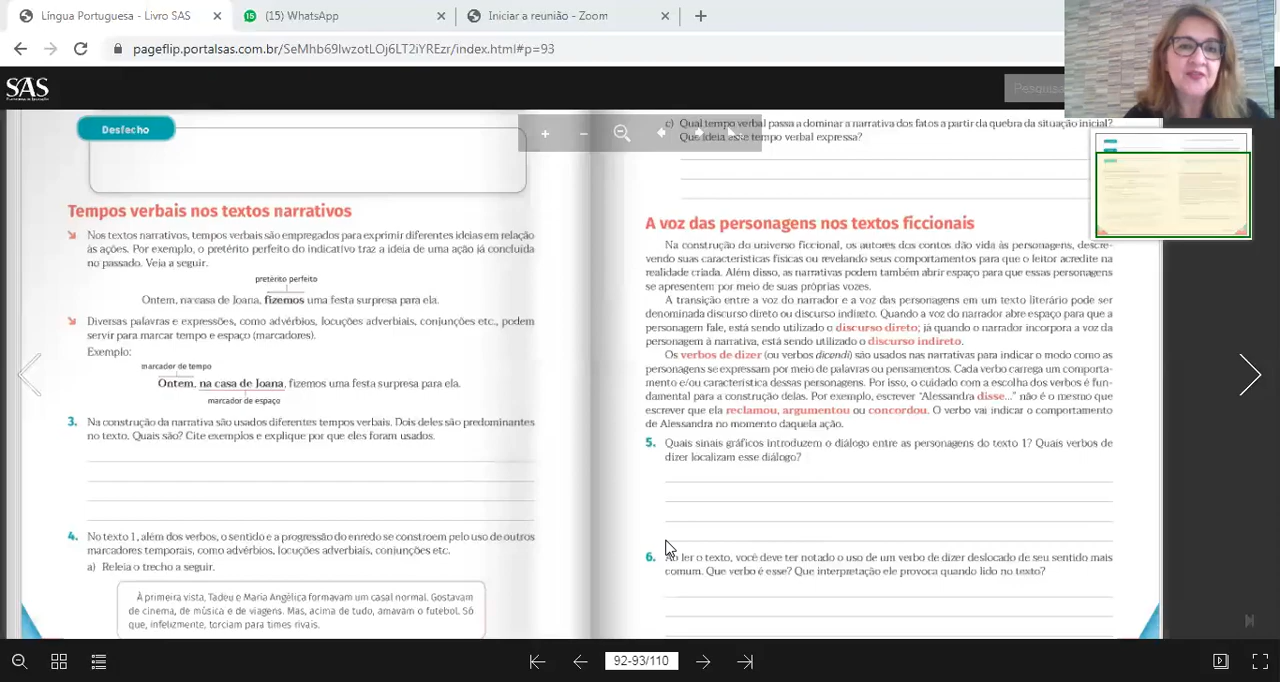 Língua Portuguesa - Livro SAS
(15) WhatsApp
Iniciar a reunião - Zoom
pageflip.portalsas.com.br/SeMhb69IwzotLOj6LT2iYREzr/index.html#p=93
SAS
Pesquisa
Desfecho
Tempos verbais nos textos narrativos
Nos textos narrativos, tempos verbais são empregados para exprimir diferentes ideias em relação
às ações. Por exemplo, o pretérito perfeito do indicativo traz a ideia de uma ação já concluída
no passado. Veja a seguir.
pretérito perfeito
Ontem, na casa de Joana, fizemos uma festa surpresa para ela.
Diversas palavras e expressões, como advérbios, locuções adverbiais, conjunções etc., podem
servir para marcar tempo e espaço (marcadores).
Exemplo:
marcador de tempo
Ontem, na casa de Joana, fizemos uma festa surpresa para ela.
marcador de espaço
3. Na construção da narrativa são usados diferentes tempos verbais. Dois deles são predominantes
no texto. Quais são? Cite exemplos e explique por que eles foram usados.
4. No texto 1, além dos verbos, o sentido e a progressão do enredo se constroem pelo uso de outros
marcadores temporais, como advérbios, locuções adverbiais, conjunções etc.
a) Releia o trecho a seguir.
À primeira vista, Tadeu e Maria Angélica formavam um casal normal. Gostavam
de cinema, de música e de viagens. Mas, acima de tudo, amavam o futebol. Só
que, infelizmente, torciam para times rivais.
c) Qual tempo verbal passa a dominar a narrativa dos fatos a partir da quebra da situação inicial?
Que ideia esse tempo verbal expressa?
A voz das personagens nos textos ficcionais
Na construção do universo ficcional, os autores dos contos dão vida às personagens, descre-
vendo suas características físicas ou revelando seus comportamentos para que o leitor acredite na
realidade criada. Além disso, as narrativas podem também abrir espaço para que essas personagens
se apresentem por meio de suas próprias vozes.
A transição entre a voz do narrador e a voz das personagens em um texto literário pode ser
denominada discurso direto ou discurso indireto. Quando a voz do narrador abre espaço para que a
personagem fale, está sendo utilizado o discurso direto; já quando o narrador incorpora a voz da
personagem à narrativa, está sendo utilizado o discurso indireto.
Os verbos de dizer (ou verbos dicendi) são usados nas narrativas para indicar o modo como as
personagens se expressam por meio de palavras ou pensamentos. Cada verbo carrega um comporta-
mento e/ou característica dessas personagens. Por isso, o cuidado com a escolha dos verbos é fun-
damental para a construção delas. Por exemplo, escrever “Alessandra disse...” não é o mesmo que
escrever que ela reclamou, argumentou ou concordou. O verbo vai indicar o comportamento
de Alessandra no momento daquela ação.
5. Quais sinais gráficos introduzem o diálogo entre as personagens do texto 1? Quais verbos de
dizer localizam esse diálogo?
6. Ao ler o texto, você deve ter notado o uso de um verbo de dizer deslocado de seu sentido mais
comum. Que verbo é esse? Que interpretação ele provoca quando lido no texto?
92-93/110